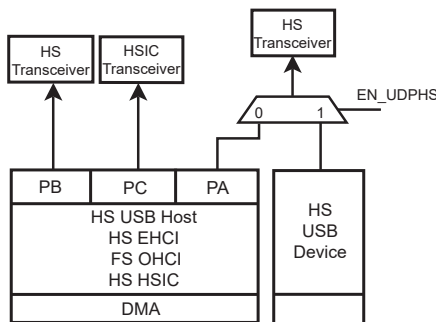 HS
Transceiver
HSIC
Transceiver
HS
Transceiver
EN_UDPHS
0
1
PB
PC
PA
HS USB Host
HS EHCI
FS OHCI
HS HSIC
DMA
HS
USB
Device